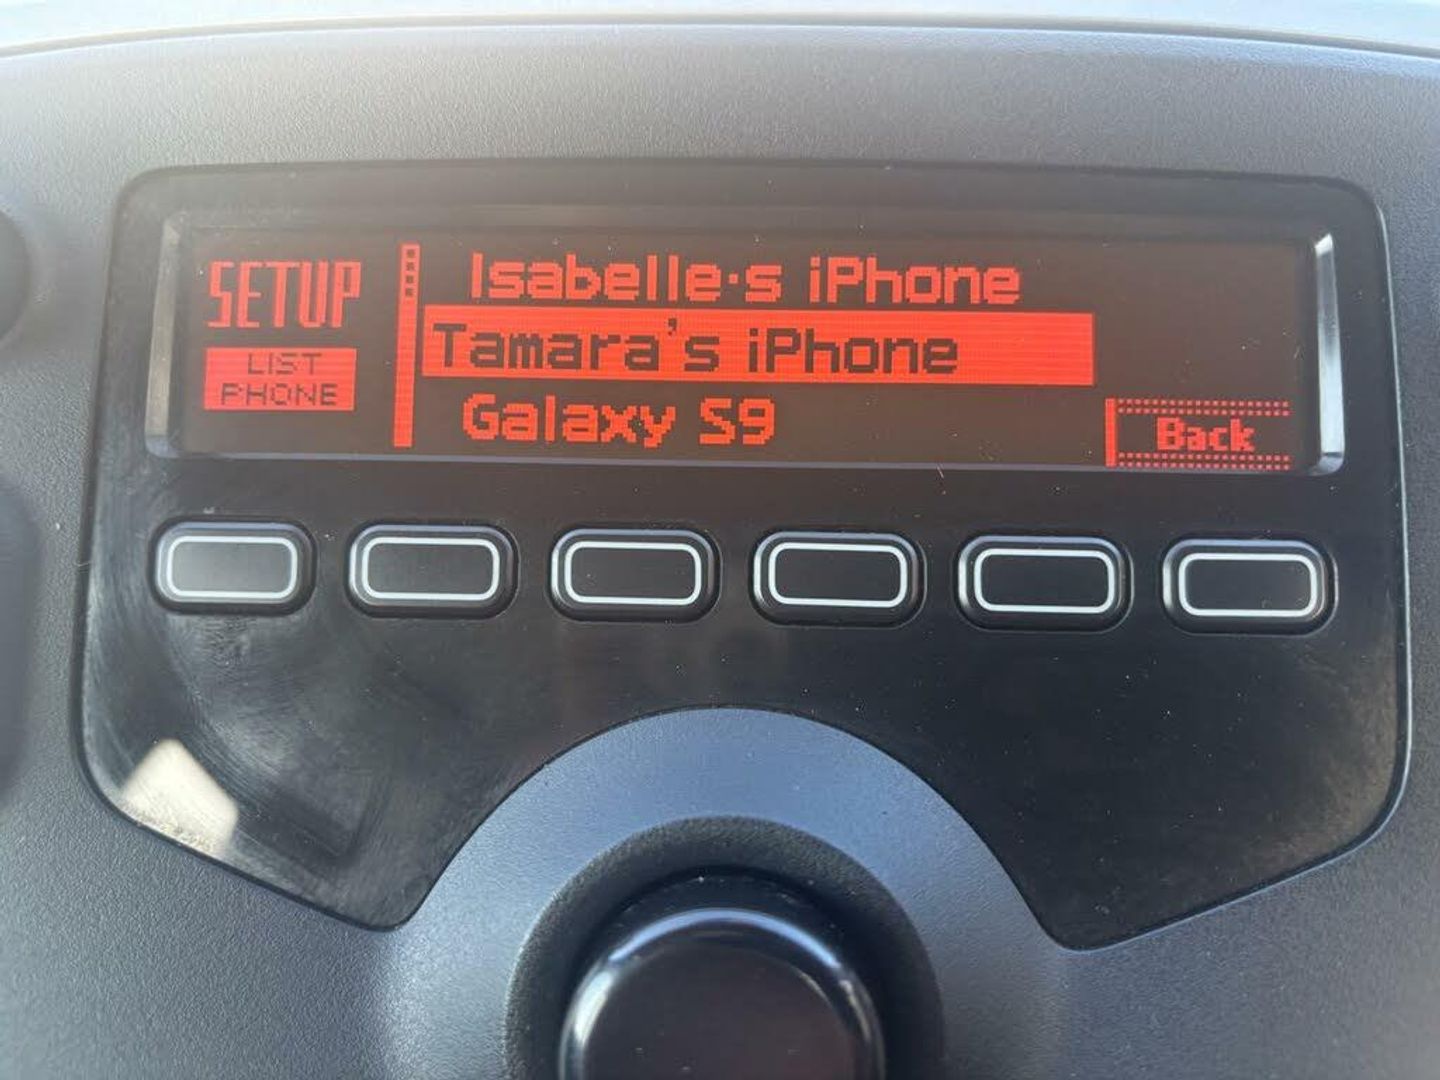 SETUP
LIST
PHONE
Isabelle·s iPhone
Tamara's iPhone
Galaxy S9
Back